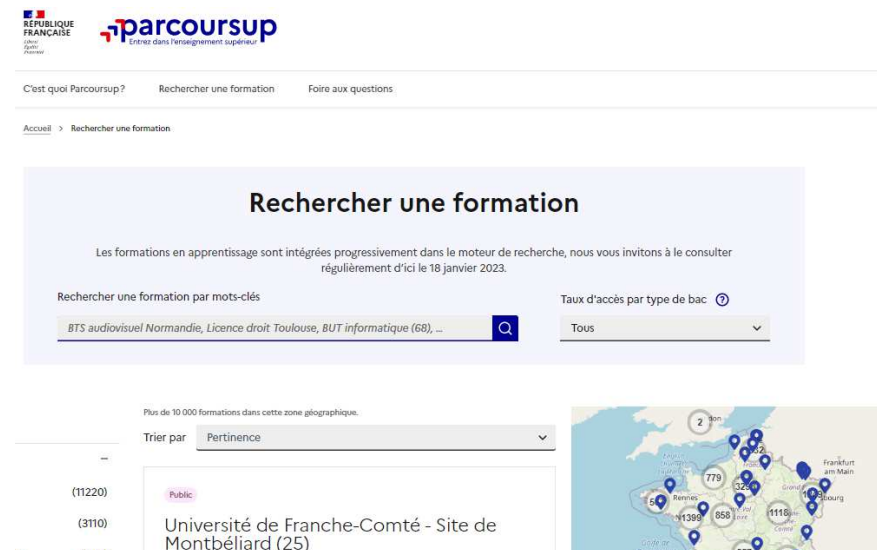 RÉPUBLIQUE
FRANÇAISE
Liberté
Égalité
Fraternité
parcoursup
Entrez dans l'enseignement supérieur
C'est quoi Parcoursup? Rechercher une formation Foire aux questions
Accueil > Rechercher une formation
Rechercher une formation
Les formations en apprentissage sont intégrées progressivement dans le moteur de recherche, nous vous invitons à le consulter
régulièrement d'ici le 18 janvier 2023.
Rechercher une formation par mots-clés
Taux d'accès par type de bac ?
BTS audiovisuel Normandie, Licence droit Toulouse, BUT informatique (68), ...
Tous
Plus de 10 000 formations dans cette zone géographique.
Trier par Pertinence
(11220)
(3110)
Public
Université de Franche-Comté - Site de
Montbéliard (25)
2
Frankfurt
am Main
779
Rennes
1399
858
1118